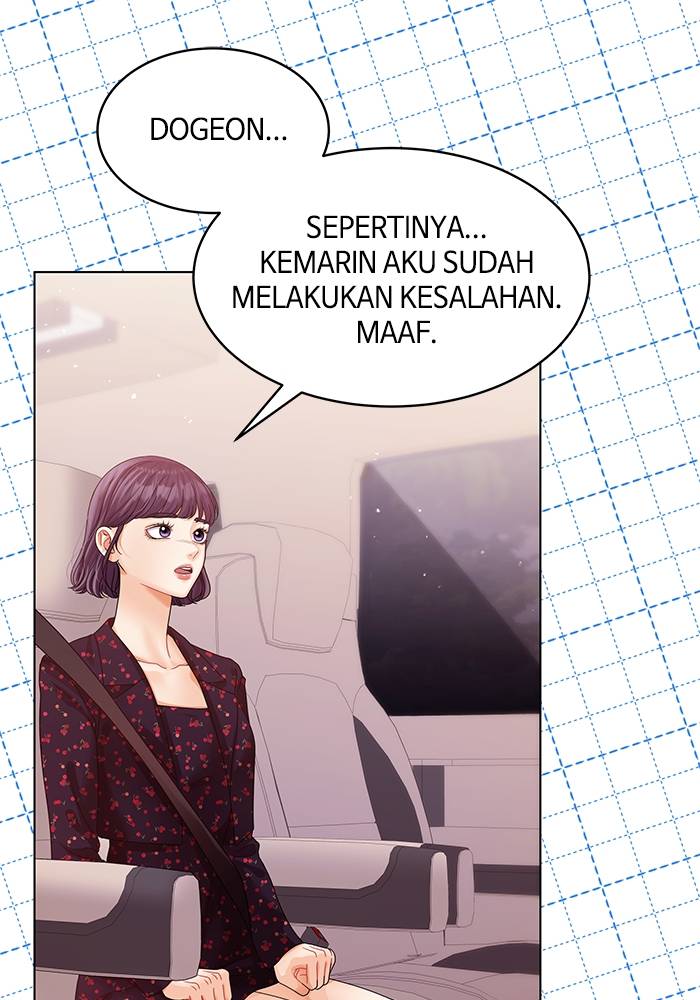 DOGEON...
SEPERTINYA...
KEMARIN AKU SUDAH
MELAKUKAN KESALAHAN.
MAAF.